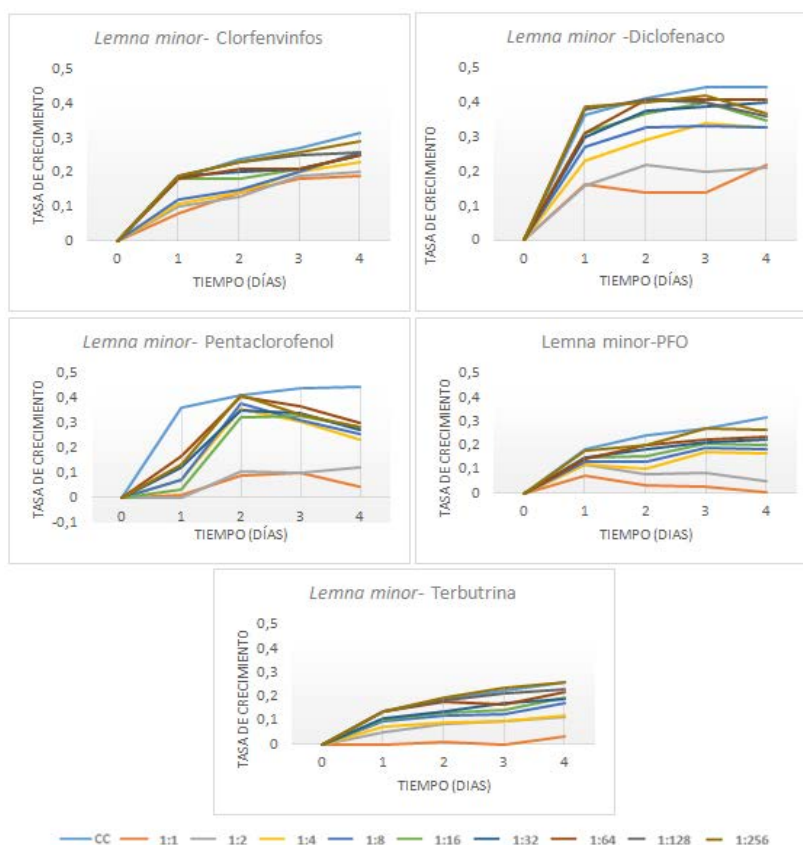 Lemna minor- Clorfenvinfos
TASA DE CRECIMIENTO
0,5
0,4
0,3
0,2
0,1
0
0 1 2 3 4
TIEMPO (DÍAS)
Lemna minor -Diclofenaco
TASA DE CRECIMIENTO
0,5
0,4
0,3
0,2
0,1
0
0 1 2 3 4
TIEMPO (DÍAS)
Lemna minor- Pentaclorofenol
TASA DE CRECIMIENTO
0,5
0,4
0,3
0,2
0,1
0
-0,1
0 1 2 3 4
TIEMPO (DÍAS)
Lemna minor-PFO
TASA DE CRECIMIENTO
0,5
0,4
0,3
0,2
0,1
0
0 1 2 3 4
TIEMPO (DIAS)
Lemna minor- Terbutrina
TASA DE CRECIMIENTO
0,5
0,4
0,3
0,2
0,1
0
0 1 2 3 4
TIEMPO (DIAS)
CC 1:1 1:2 1:4 1:8 1:16 1:32 1:64 1:128 1:256